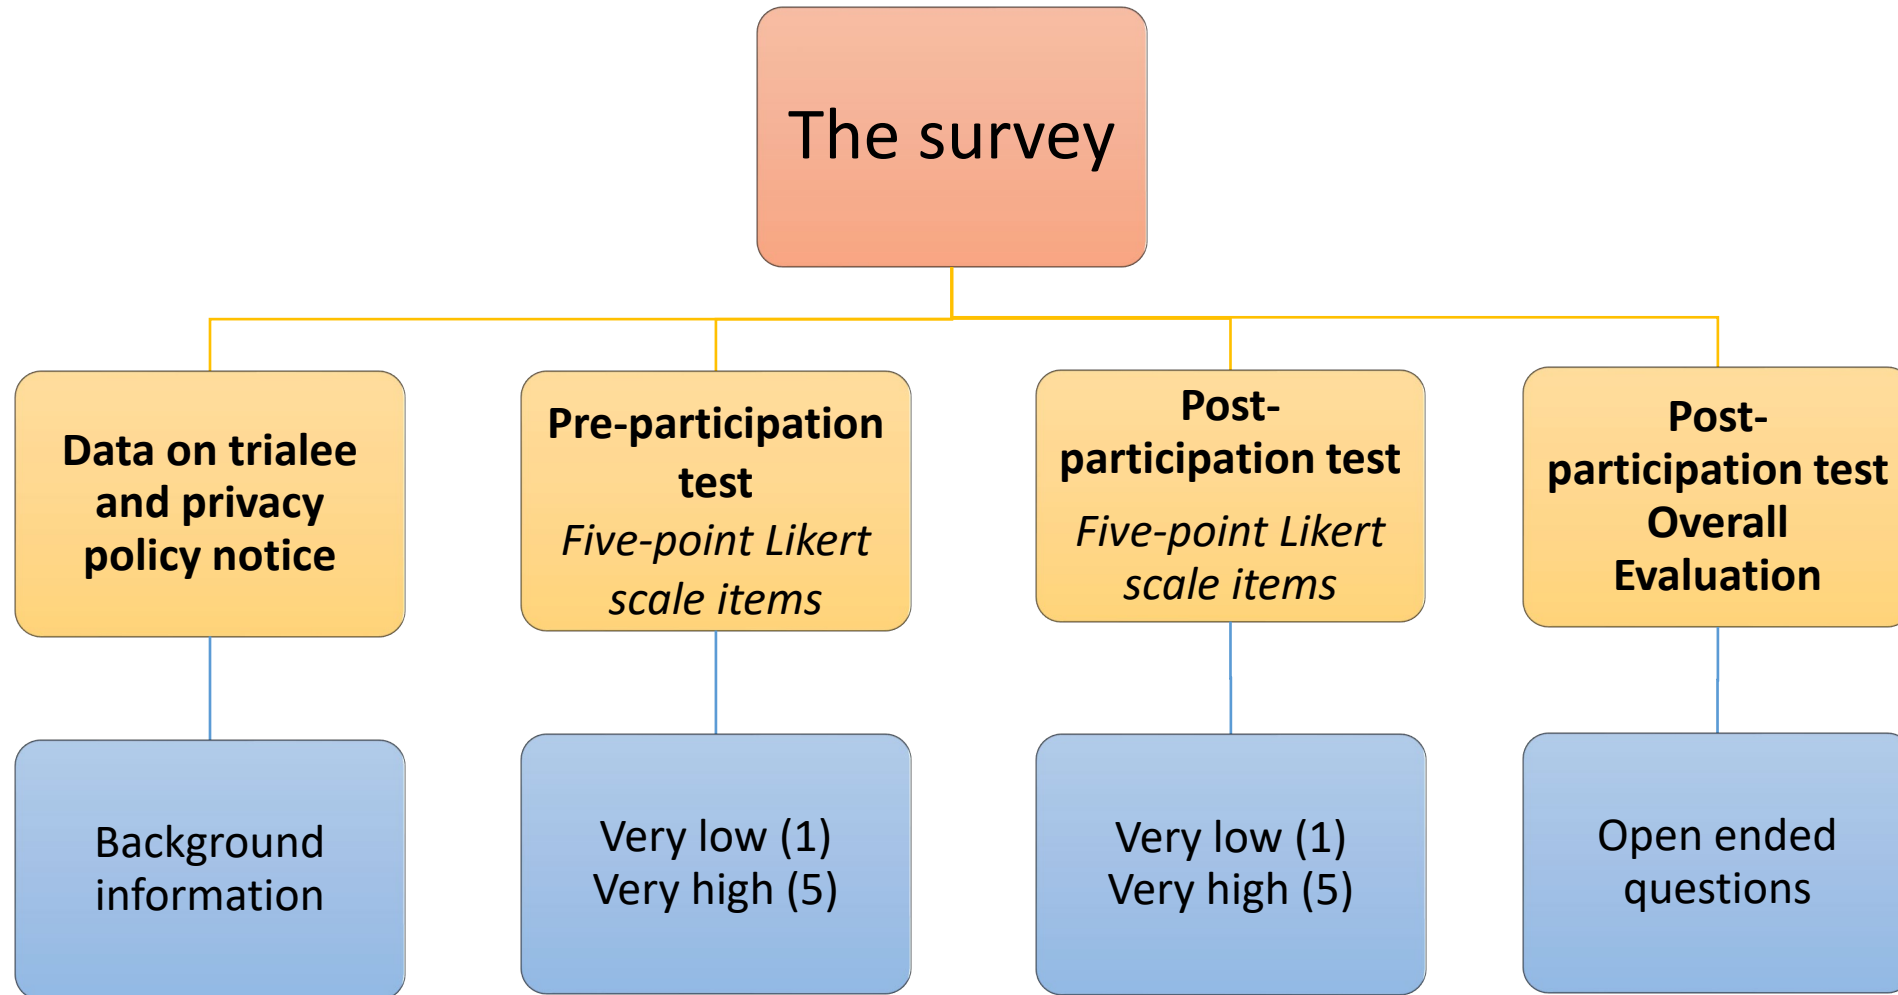 The survey
Data on trialee
and privacy
policy notice
Pre-participation
test
Five-point Likert
scale items
Post-
participation test
Five-point Likert
scale items
Post-
participation test
Overall
Evaluation
Background
information
Very low (1)
Very high (5)
Very low (1)
Very high (5)
Open ended
questions